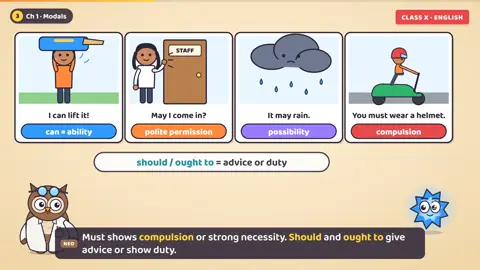 3 Ch 1 · Modals
CLASS X · ENGLISH
STAFF
I can lift it!
can = ability
May I come in?
polite permission
It may rain.
possibility
You must wear a helmet.
compulsion
should / ought to = advice or duty
NEO
Must shows compulsion or strong necessity. Should and ought to give
advice or show duty.